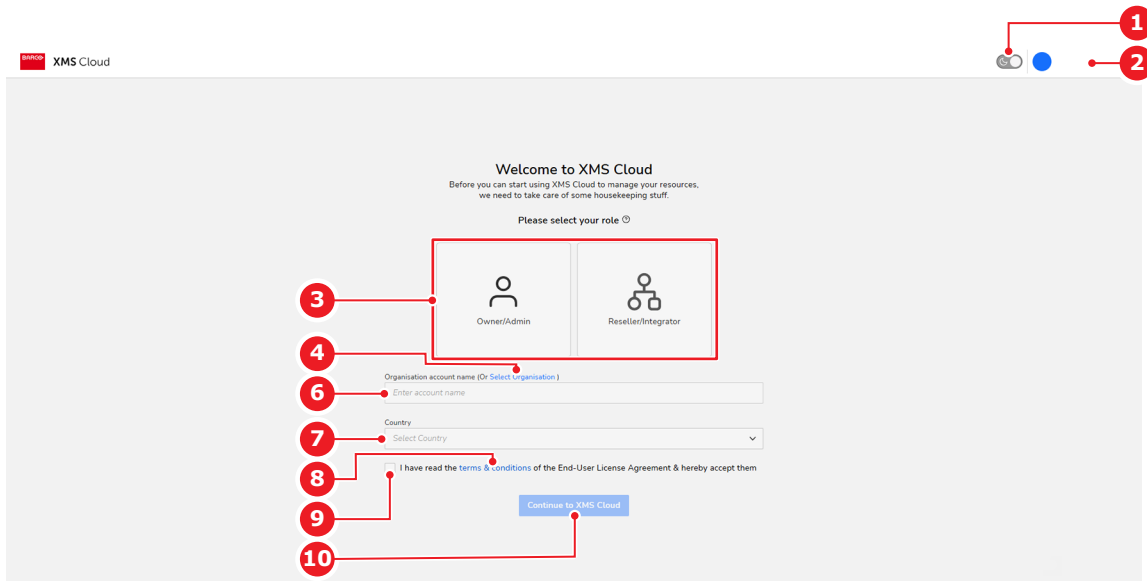 1
BARCO
XMS Cloud
2
Welcome to XMS Cloud
Before you can start using XMS Cloud to manage your resources,
we need to take care of some housekeeping stuff.
Please select your role ?
3
Owner/Admin
Reseller/Integrator
4
Organisation account name (Or Select Organisation )
6
Enter account name
Country
7
Select Country
8
I have read the terms & conditions of the End-User License Agreement & hereby accept them
9
Continue to XMS Cloud
10